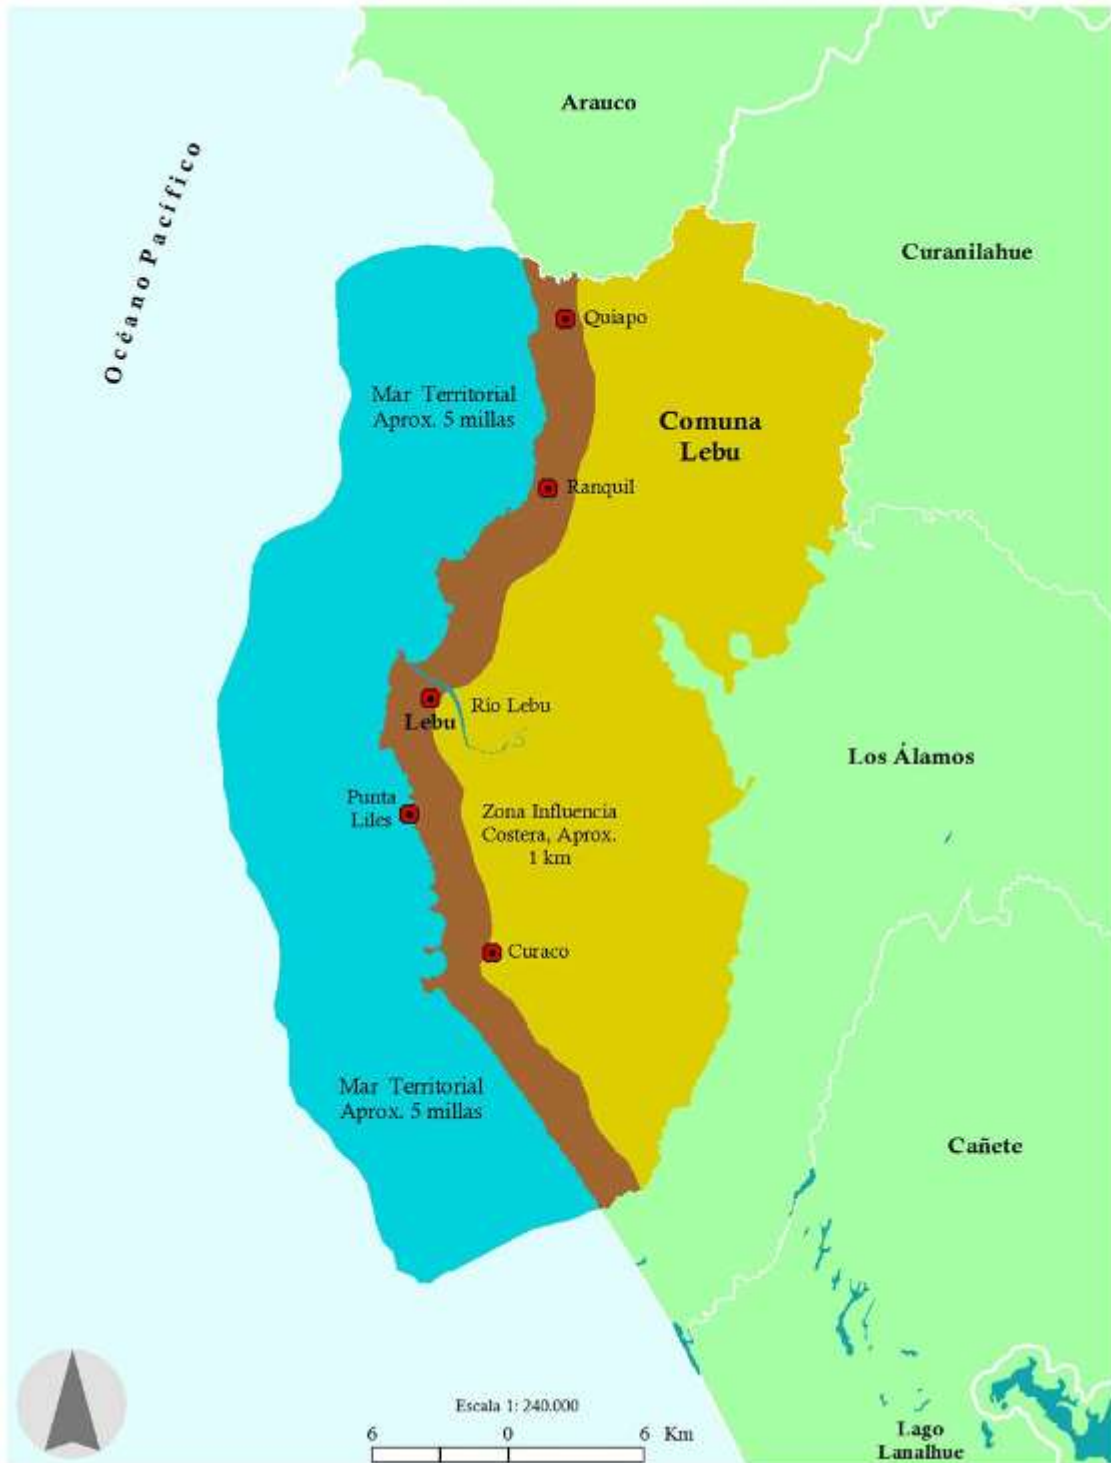 Arauco
Océano Pacífico
Curanilahue
Quiapo
Mar Territorial
Aprox. 5 millas
Comuna
Lebu
Ranquil
Lebu
Río Lebu
Los Álamos
Punta
Liles
Zona Influencia
Costera, Aprox.
1 km
Curaco
Mar Territorial
Aprox. 5 millas
Cañete
Escala 1: 240.000
6 0 6 Km
Lago
Lanalhue